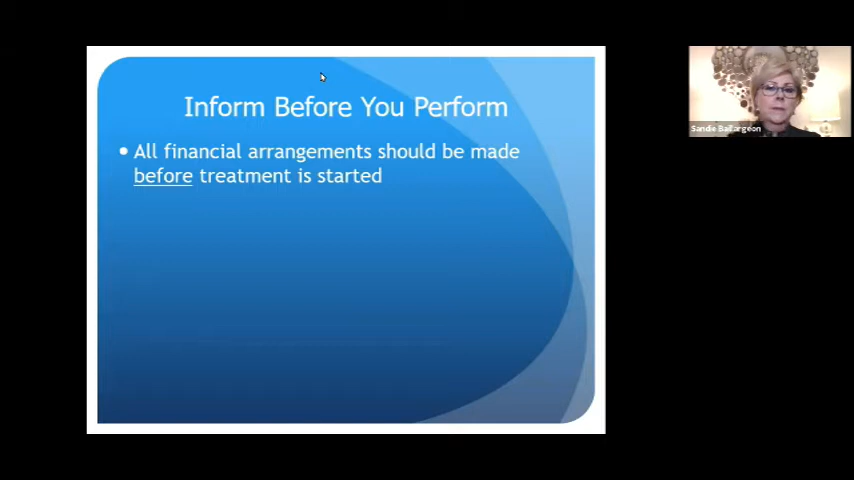 Inform Before You Perform
• All financial arrangements should be made
before treatment is started
Sandie Baillargeon